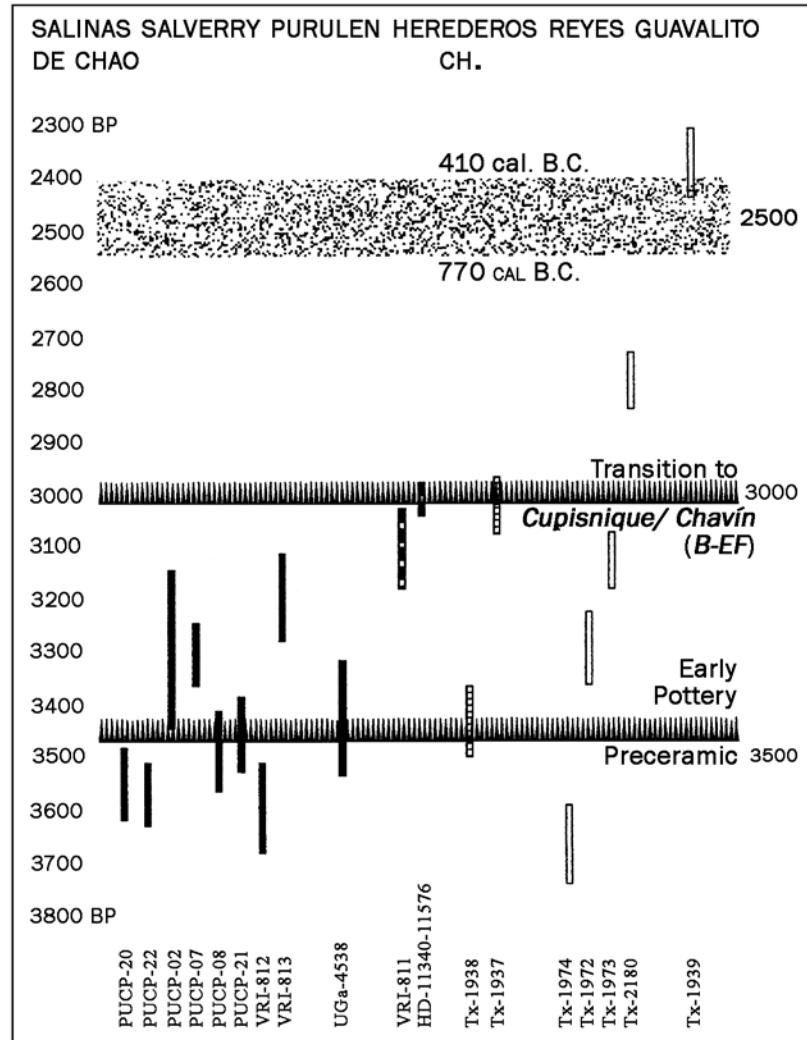 SALINAS SALVERRY PURULEN HEREDEROS REYES GUAVALITO
DE CHAO CH.
2300 BP
410 cal. B.C.
2400
2500
2500
770 CAL B.C.
2600
2700
2800
2900
Transition to
3000
3000
Cupisnique/ Chavín
(B-EF)
3100
3200
3300
Early
Pottery
3400
Preceramic
3500
3500
3600
3700
3800 BP
PUCP-20
PUCP-22
PUCP-02
PUCP-07
PUCP-08
PUCP-21
VRI-812
VRI-813
UGa-4538
VRI-811
HD-11340-11576
Tx-1938
Tx-1937
Tx-1974
Tx-1972
Tx-1973
Tx-2180
Tx-1939